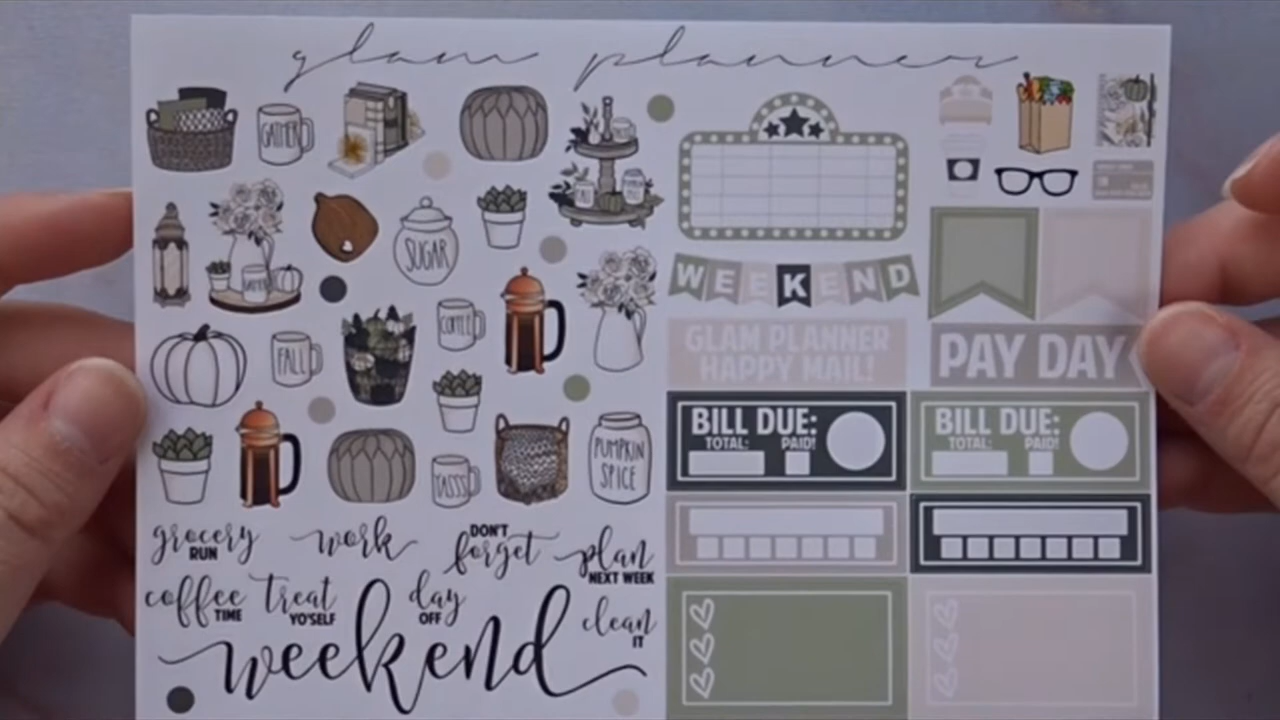 glam planner
GATHER
SUGAR
GATHER
WEEKEND
COFFEE
FALL
GLAM PLANNER
HAPPY MAIL!
PAY DAY
BILL DUE:
TOTAL: PAID!
BILL DUE:
TOTAL: PAID!
PUMPKIN
SPICE
YASSS
grocery
RUN
work
DON'T
forget
plan
NEXT WEEK
coffee
TIME
treat
YO'SELF
day
OFF
clean
IT
weekend